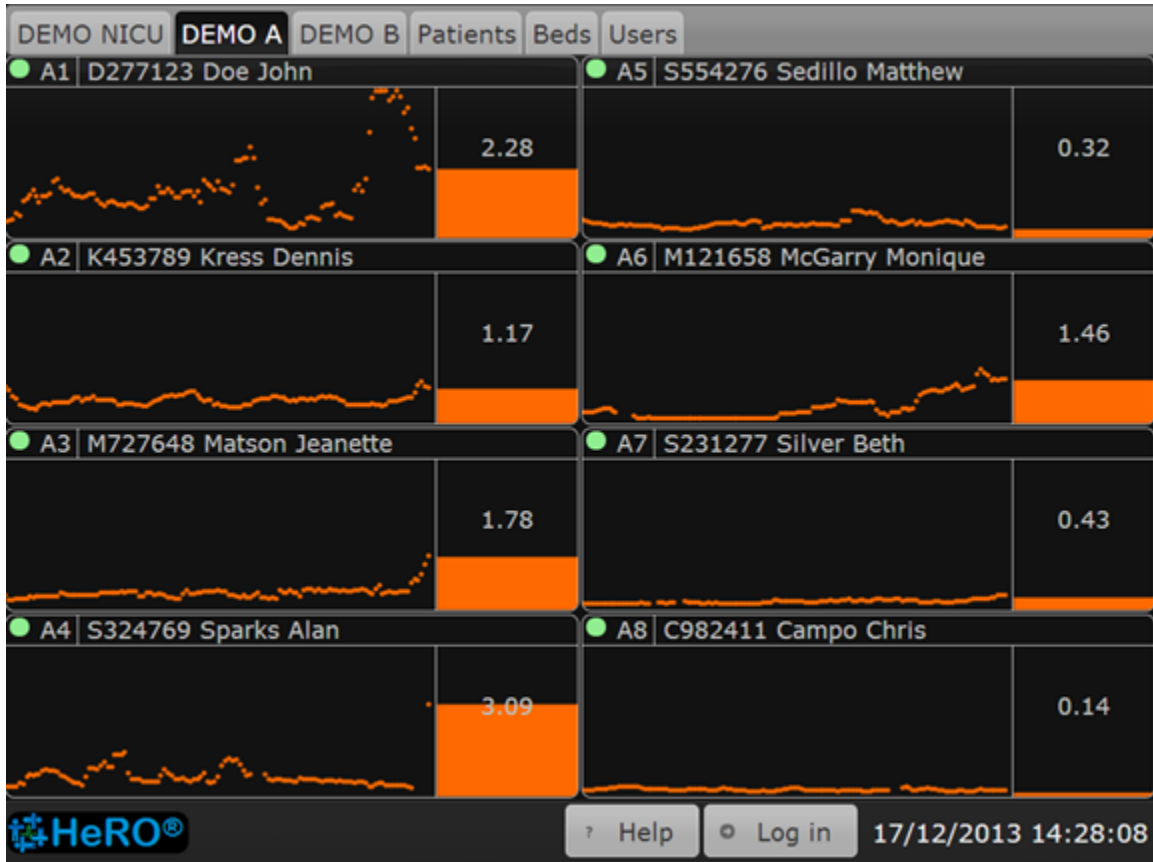 DEMO NICU DEMO A DEMO B Patients Beds Users
A1 D277123 Doe John
2.28
A5 S554276 Sedillo Matthew
0.32
A2 K453789 Kress Dennis
1.17
A6 M121658 McGarry Monique
1.46
A3 M727648 Matson Jeanette
1.78
A7 S231277 Silver Beth
0.43
A4 S324769 Sparks Alan
3.09
A8 C982411 Campo Chris
0.14
HeRO® ? Help Log in 17/12/2013 14:28:08